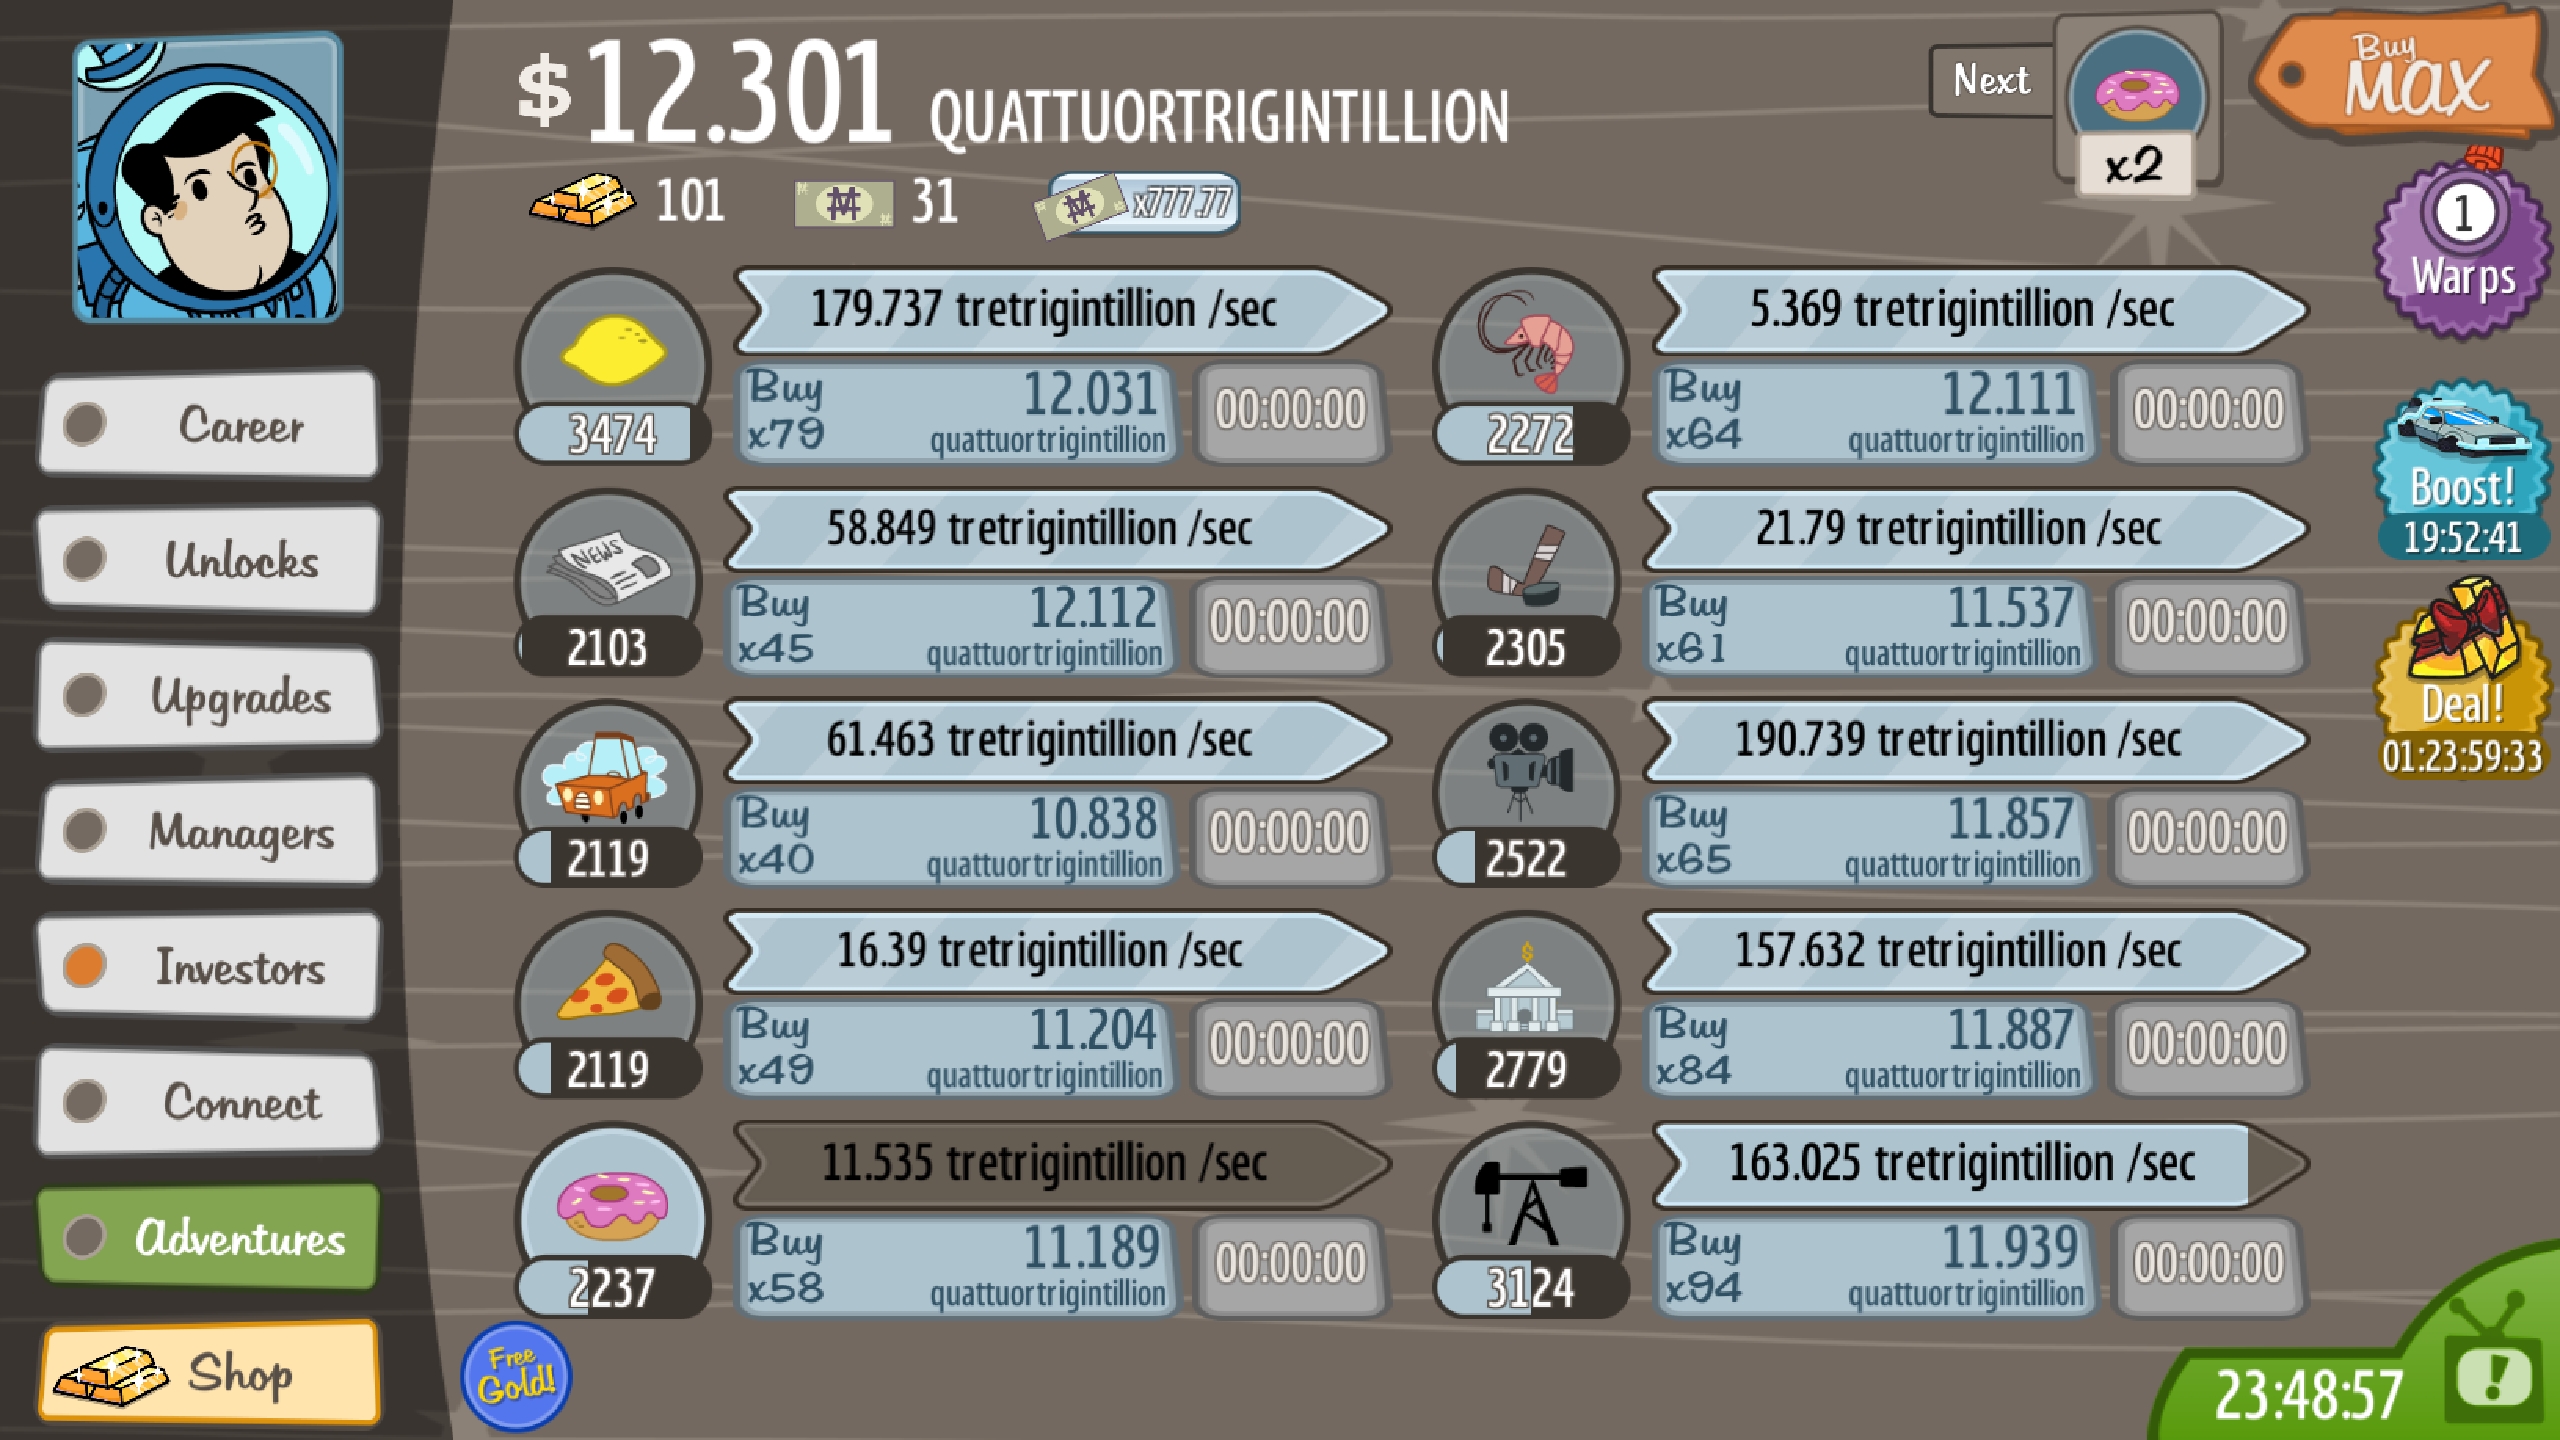 $12.301 QUATTUORTRIGINTILLION
Next
x2
Buy
MAX
101
31
x777.77
1
Warps
Boost!
19:52:41
Deal!
01:23:59:33
Career
Unlocks
Upgrades
Managers
Investors
Connect
Adventures
Shop
179.737 tretrigintillion /sec
3474
Buy
x79
12.031
quattuortrigintillion
00:00:00
5.369 tretrigintillion /sec
2272
Buy
x64
12.111
quattuortrigintillion
00:00:00
NEWS
58.849 tretrigintillion /sec
2103
Buy
x45
12.112
quattuortrigintillion
00:00:00
21.79 tretrigintillion /sec
2305
Buy
x61
11.537
quattuortrigintillion
00:00:00
61.463 tretrigintillion /sec
2119
Buy
x40
10.838
quattuortrigintillion
00:00:00
190.739 tretrigintillion /sec
2522
Buy
x65
11.857
quattuortrigintillion
00:00:00
16.39 tretrigintillion /sec
2119
Buy
x49
11.204
quattuortrigintillion
00:00:00
$
157.632 tretrigintillion /sec
2779
Buy
x84
11.887
quattuortrigintillion
00:00:00
11.535 tretrigintillion /sec
2237
Buy
x58
11.189
quattuortrigintillion
00:00:00
163.025 tretrigintillion /sec
3124
Buy
x94
11.939
quattuortrigintillion
00:00:00
Free
Gold!
23:48:57
!